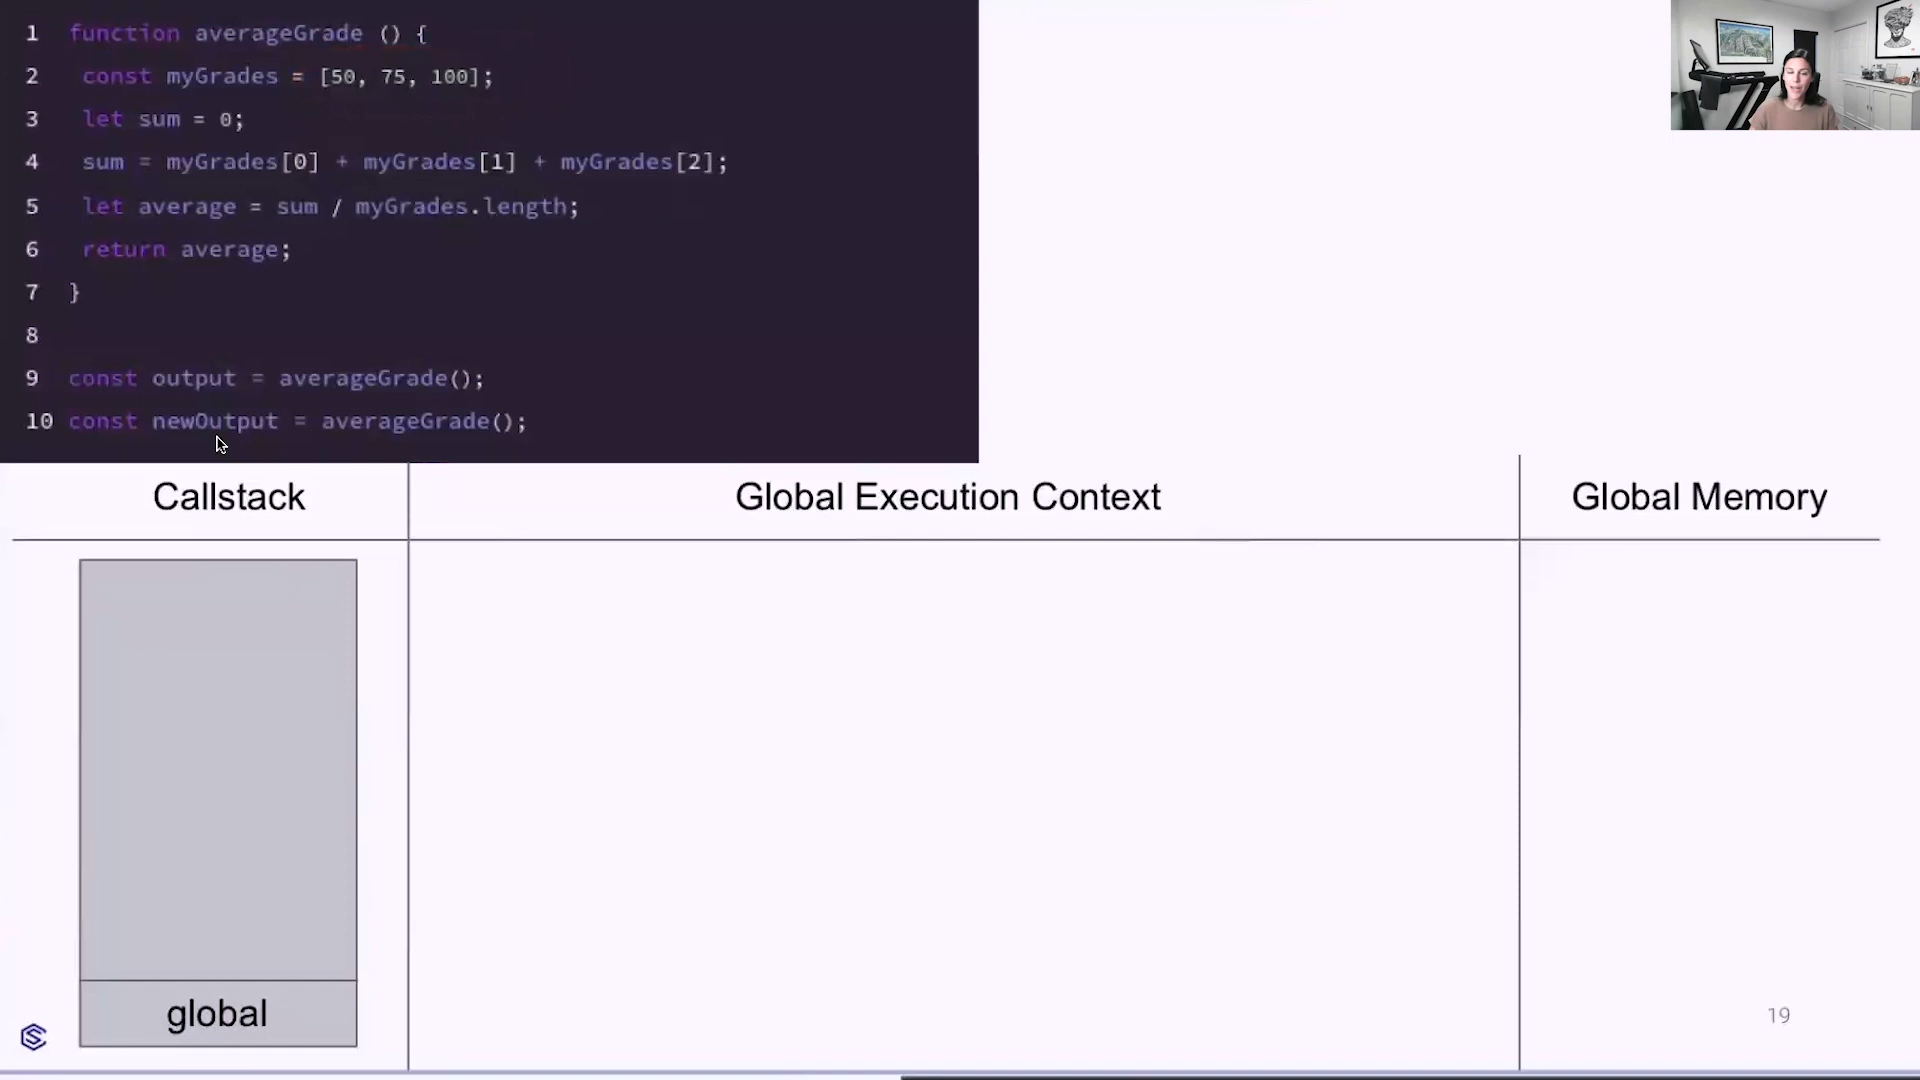 1 function averageGrade () {
2 const myGrades = [50, 75, 100];
3 let sum = 0;
4 sum = myGrades[0] + myGrades[1] + myGrades[2];
5 let average = sum / myGrades.length;
6 return average;
7 }
8
9 const output = averageGrade();
10 const newOutput = averageGrade();
Callstack
Global Execution Context
Global Memory
global
19